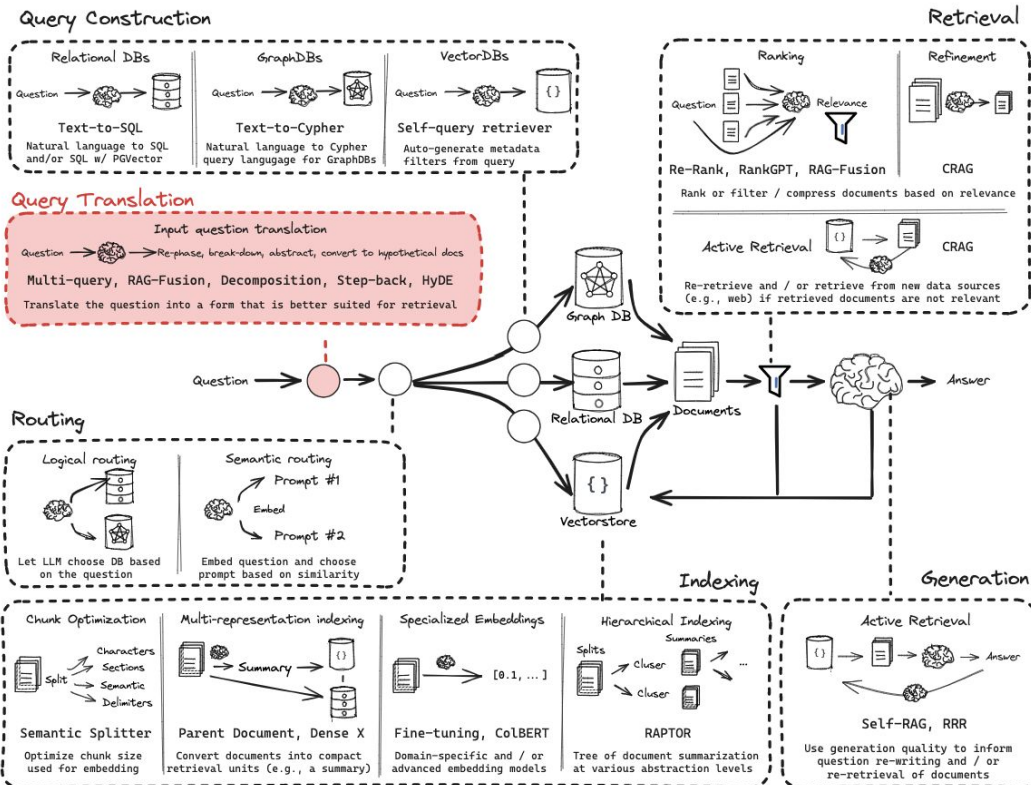 Query Construction
Relational DBs
Question
Text-to-SQL
Natural language to SQL
and/or SQL w/ PGVector
GraphDBs
Question
Text-to-Cypher
Natural language to Cypher
query langugage for GraphDBs
VectorDBs
Question
{}
Self-query retriever
Auto-generate metadata
filters from query
Retrieval
Ranking
Question
Relevance
Re-Rank, RankGPT, RAG-Fusion
Refinement
CRAG
Rank or filter / compress documents based on relevance
Active Retrieval
{}
CRAG
Re-retrieve and / or retrieve from new data sources
(e.g., web) if retrieved documents are not relevant
Query Translation
Input question translation
Question
Re-phase, break-down, abstract, convert to hypothetical docs
Multi-query, RAG-Fusion, Decomposition, Step-back, HyDE
Translate the question into a form that is better suited for retrieval
Question
Graph DB
Relational DB
{}
Vectorstore
Documents
Answer
Routing
Logical routing
Let LLM choose DB based
on the question
Semantic routing
Prompt #1
Embed
Prompt #2
Embed question and choose
prompt based on similarity
Indexing
Chunk Optimization
Split
Characters
Sections
Semantic
Delimiters
Semantic Splitter
Optimize chunk size
used for embedding
Multi-representation indexing
Summary
{}
Parent Document, Dense X
Convert documents into compact
retrieval units (e.g., a summary)
Specialized Embeddings
[0.1, ... ]
Fine-tuning, ColBERT
Domain-specific and / or
advanced embedding models
Hierarchical Indexing
Splits
Summaries
Cluser
...
Cluser
RAPTOR
Tree of document summarization
at various abstraction levels
Generation
Active Retrieval
{}
Answer
Self-RAG, RRR
Use generation quality to inform
question re-writing and / or
re-retrieval of documents